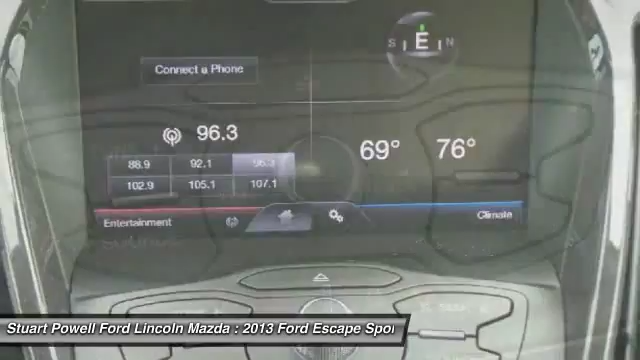 S E N
Connect a Phone
96.3
69° 76°
88.9 92.1 96.3
102.9 105.1 107.1
Entertainment
Climate
Stuart Powell Ford Lincoln Mazda : 2013 Ford Escape Spor